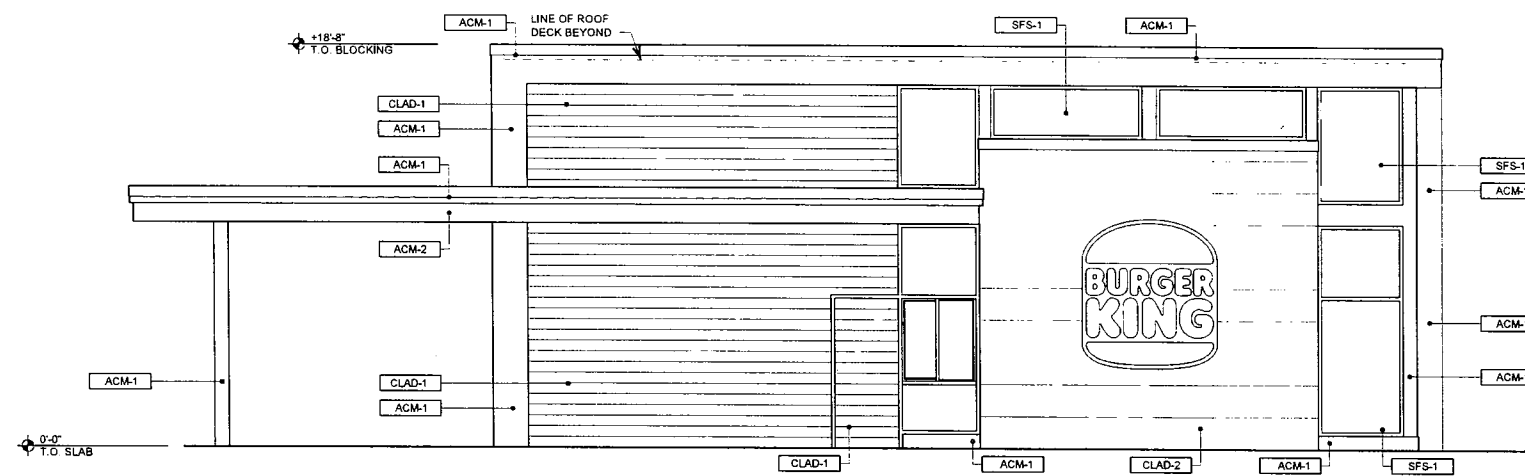 ACM-1
LINE OF ROOF
DECK BEYOND
SFS-1
ACM-1
+18'-8"
T.O. BLOCKING
CLAD-1
ACM-1
ACM-1
SFS-1
ACM-
ACM-2
BURGER
KING
ACM-
ACM-1
CLAD-1
ACM-
ACM-1
0'-0"
T.O. SLAB
CLAD-1
ACM-1
CLAD-2
ACM-1
SFS-1